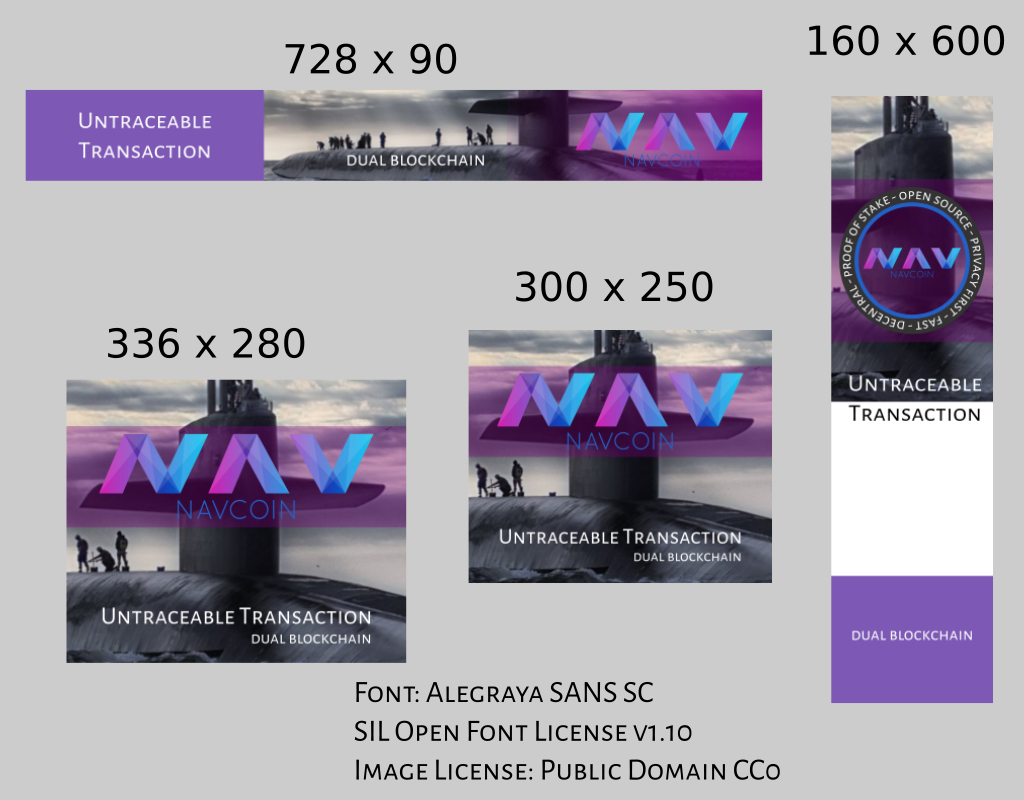 728 x 90
160 x 600
Untraceable
Transaction
DUAL BLOCKCHAIN
NAV
NAVCOIN
PROOF OF STAKE - OPEN SOURCE - PRIVACY FIRST - FAST - DECENTRAL -
NAV
NAVCOIN
Untraceable
Transaction
DUAL BLOCKCHAIN
300 x 250
NAV
NAVCOIN
Untraceable Transaction
DUAL BLOCKCHAIN
336 x 280
NAV
NAVCOIN
Untraceable Transaction
DUAL BLOCKCHAIN
Font: Alegraya SANS SC
SIL Open Font License v1.10
Image License: Public Domain CC0